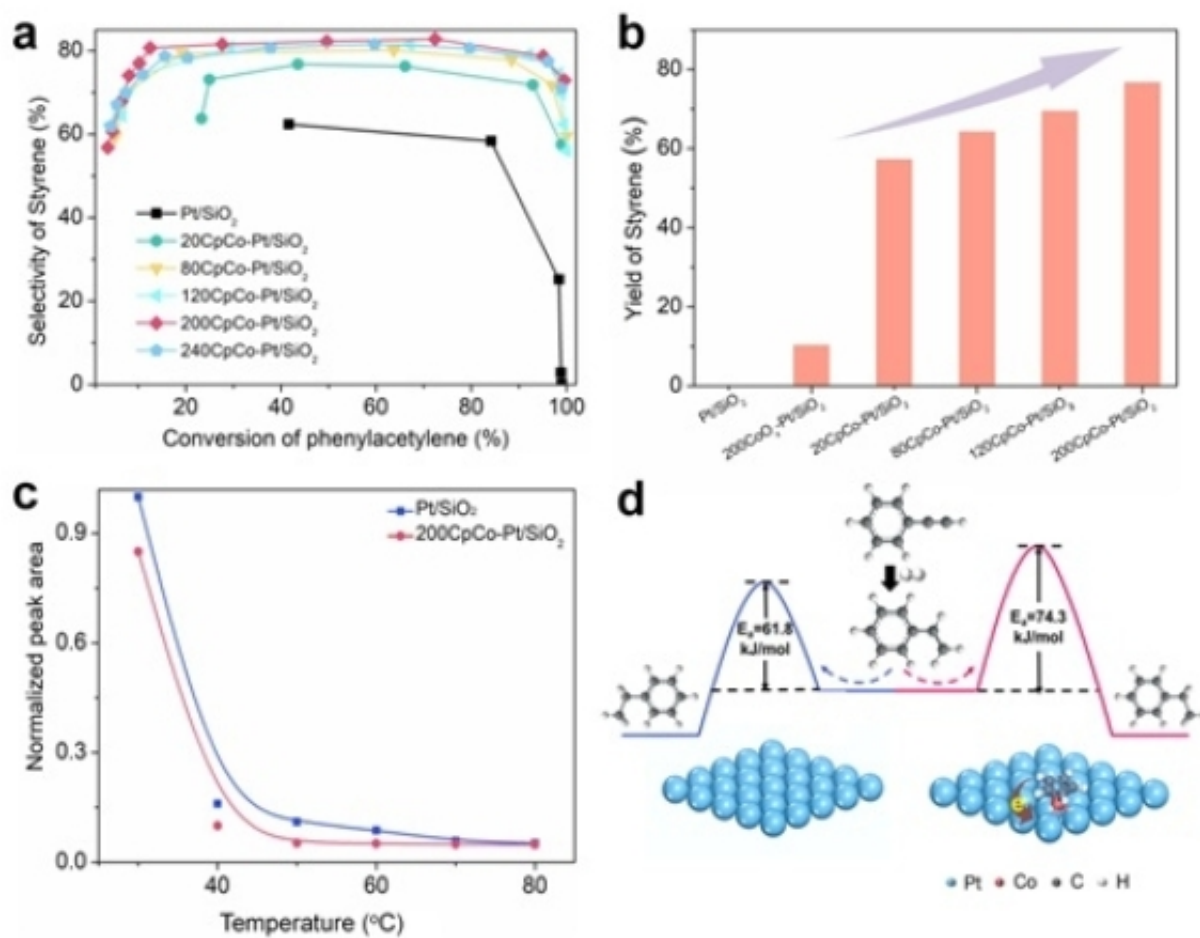 a
Selectivity of Styrene (%)
80
60
40
20
0
Pt/SiO₂
20CpCo-Pt/SiO₂
80CpCo-Pt/SiO₂
120CpCo-Pt/SiO₂
200CpCo-Pt/SiO₂
240CpCo-Pt/SiO₂
20 40 60 80 100
Conversion of phenylacetylene (%)
b
Yield of Styrene (%)
80
60
40
20
0
Pt/SiO₂
200CoOₓ-Pt/SiO₂
20CpCo-Pt/SiO₂
80CpCo-Pt/SiO₂
120CpCo-Pt/SiO₂
200CpCo-Pt/SiO₂
c
Normalized peak area
0.9
0.6
0.3
0.0
Pt/SiO₂
200CpCo-Pt/SiO₂
40 60 80
Temperature (°C)
d
Eₐ=61.8
kJ/mol
Eₐ=74.3
kJ/mol
Pt Co C H